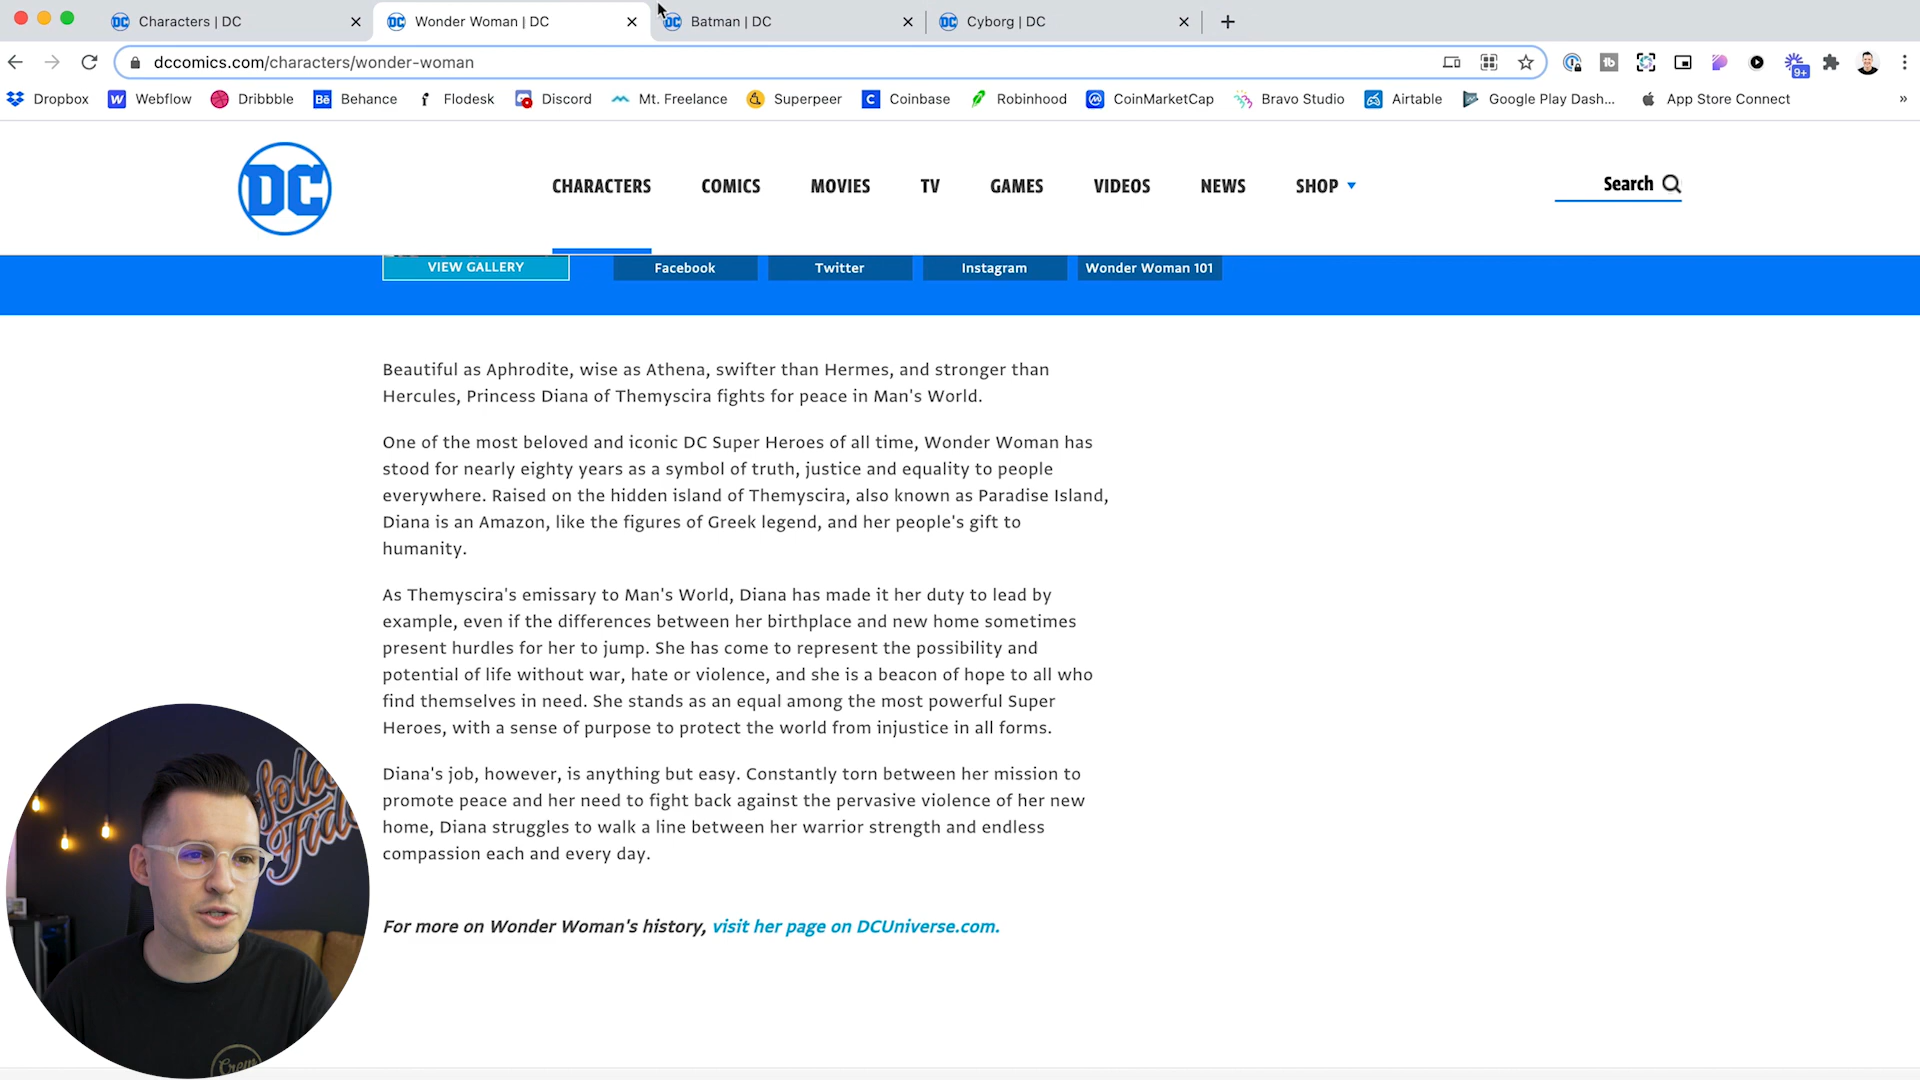 Characters | DC
Wonder Woman | DC
Batman | DC
Cyborg | DC
dccomics.com/characters/wonder-woman
9+
Dropbox
Webflow
Dribbble
Behance
Flodesk
Discord
Mt. Freelance
Superpeer
Coinbase
Robinhood
CoinMarketCap
Bravo Studio
Airtable
Google Play Dash...
App Store Connect
DC
CHARACTERS
COMICS
MOVIES
TV
GAMES
VIDEOS
NEWS
SHOP
Search
VIEW GALLERY
Facebook
Twitter
Instagram
Wonder Woman 101
Beautiful as Aphrodite, wise as Athena, swifter than Hermes, and stronger than
Hercules, Princess Diana of Themyscira fights for peace in Man's World.
One of the most beloved and iconic DC Super Heroes of all time, Wonder Woman has
stood for nearly eighty years as a symbol of truth, justice and equality to people
everywhere. Raised on the hidden island of Themyscira, also known as Paradise Island,
Diana is an Amazon, like the figures of Greek legend, and her people's gift to
humanity.
As Themyscira's emissary to Man's World, Diana has made it her duty to lead by
example, even if the differences between her birthplace and new home sometimes
present hurdles for her to jump. She has come to represent the possibility and
potential of life without war, hate or violence, and she is a beacon of hope to all who
find themselves in need. She stands as an equal among the most powerful Super
Heroes, with a sense of purpose to protect the world from injustice in all forms.
Diana's job, however, is anything but easy. Constantly torn between her mission to
promote peace and her need to fight back against the pervasive violence of her new
home, Diana struggles to walk a line between her warrior strength and endless
compassion each and every day.
For more on Wonder Woman's history, visit her page on DCUniverse.com.